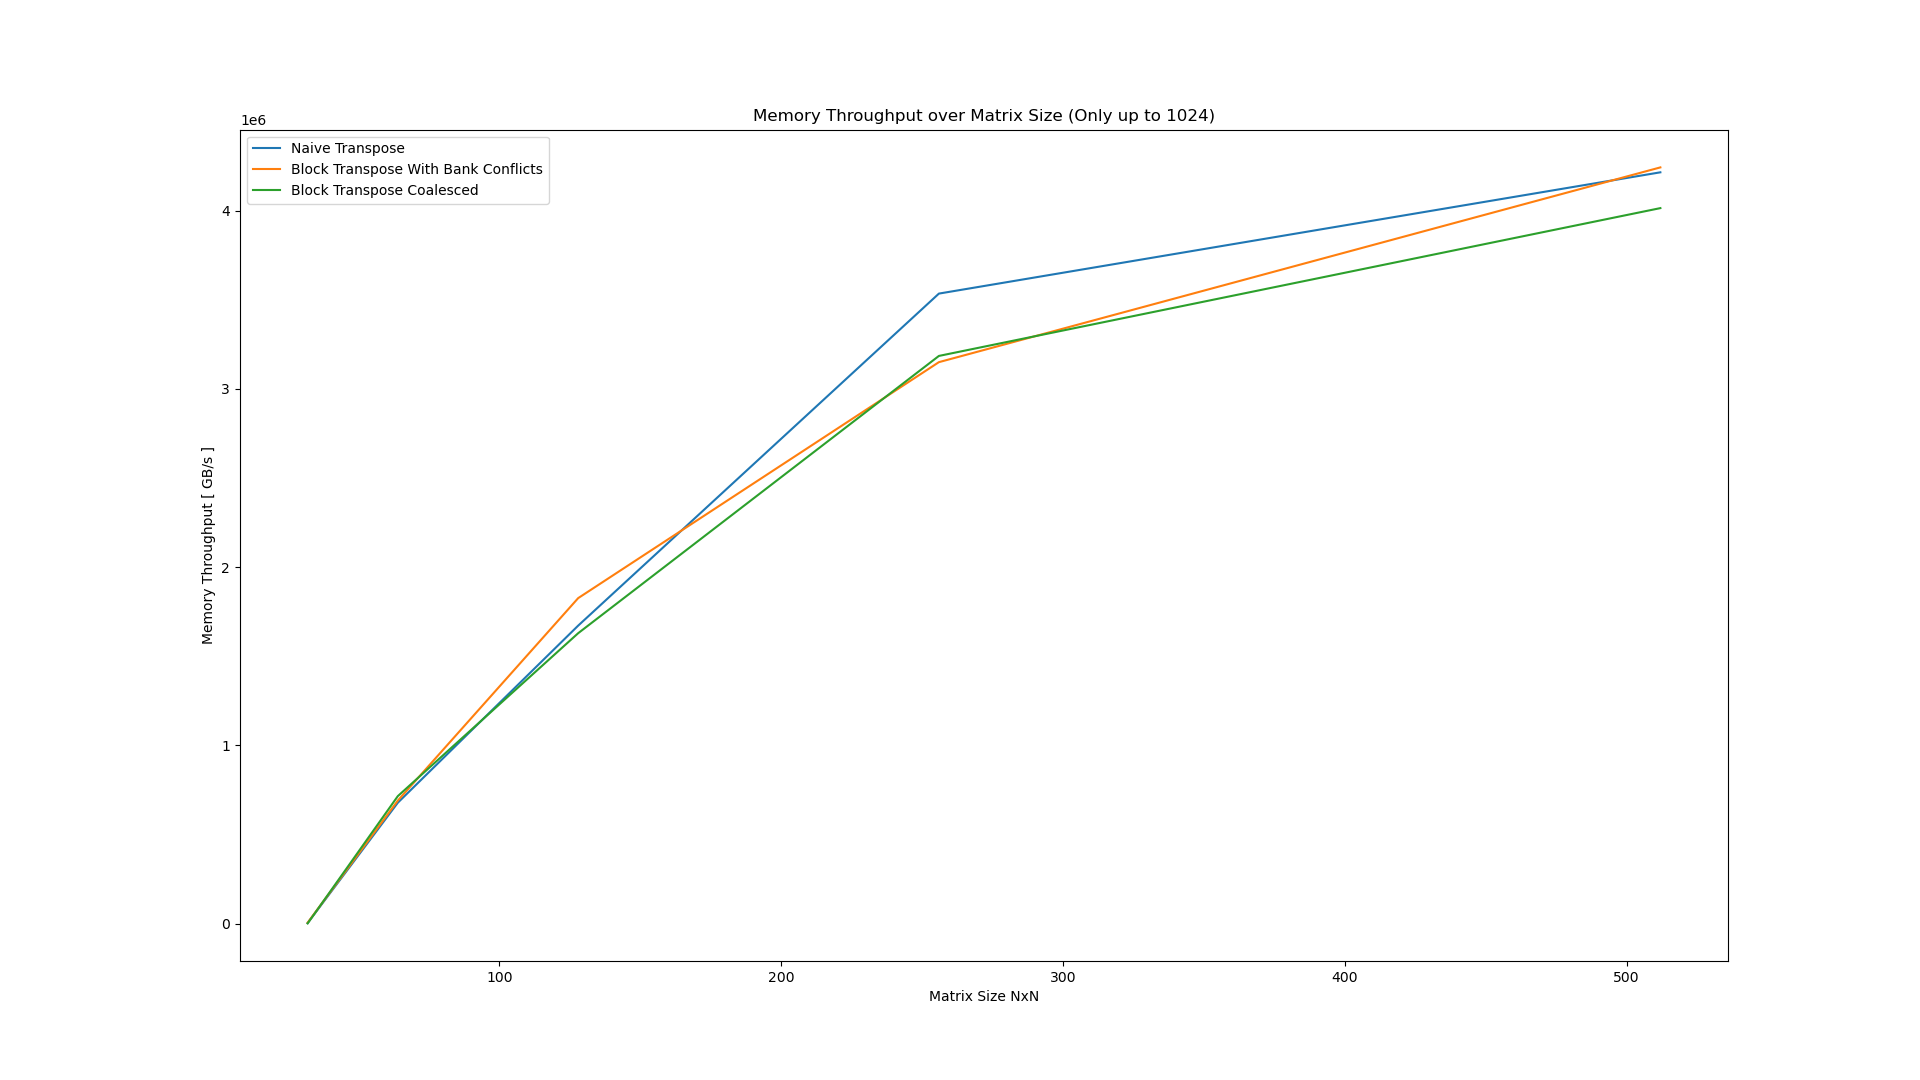 Memory Throughput over Matrix Size (Only up to 1024)
1e6
Naive Transpose
Block Transpose With Bank Conflicts
Block Transpose Coalesced
4
3
2
1
0
Memory Throughput [ GB/s ]
100 200 300 400 500
Matrix Size NxN